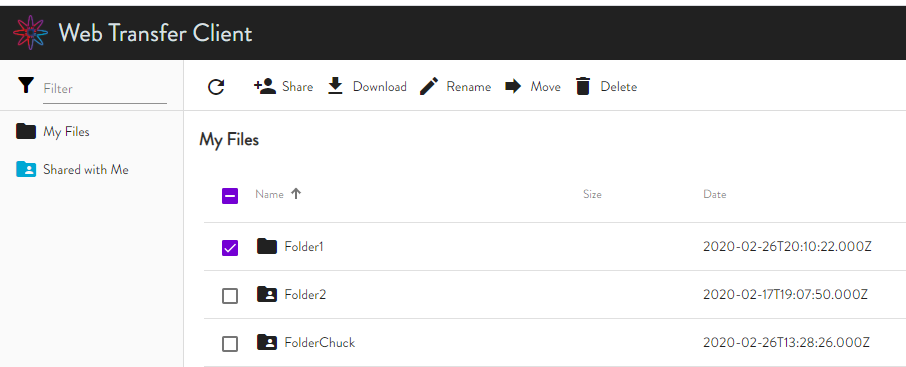 Web Transfer Client
Filter
Share Download Rename Move Delete
My Files
Shared with Me
My Files
Name Size Date
Folder1 2020-02-26T20:10:22.000Z
Folder2 2020-02-17T19:07:50.000Z
FolderChuck 2020-02-26T13:28:26.000Z